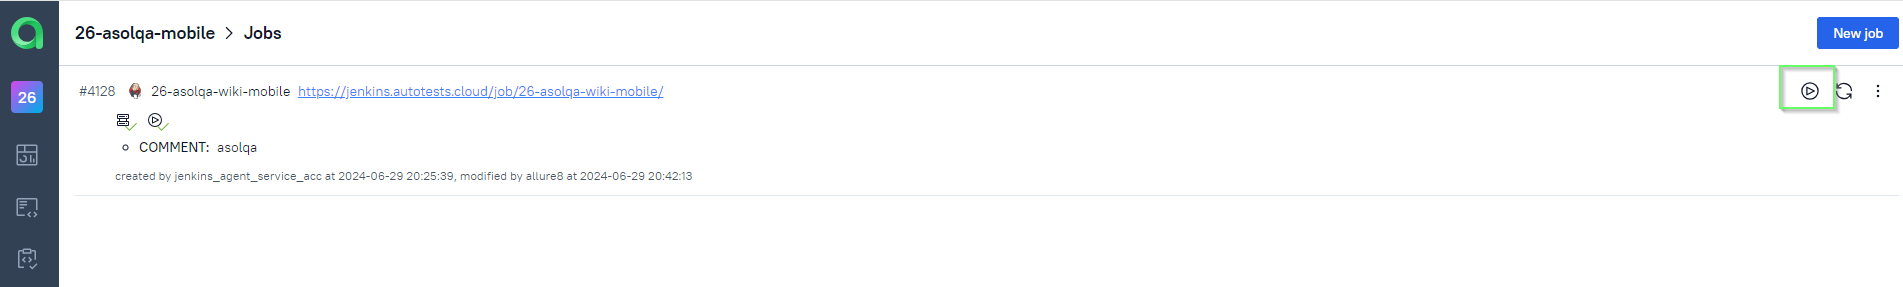 26-asolqa-mobile > Jobs
New job
26
#4128 26-asolqa-wiki-mobile https://jenkins.autotests.cloud/job/26-asolqa-wiki-mobile/
COMMENT: asolqa
created by jenkins_agent_service_acc at 2024-06-29 20:25:39, modified by allure8 at 2024-06-29 20:42:13